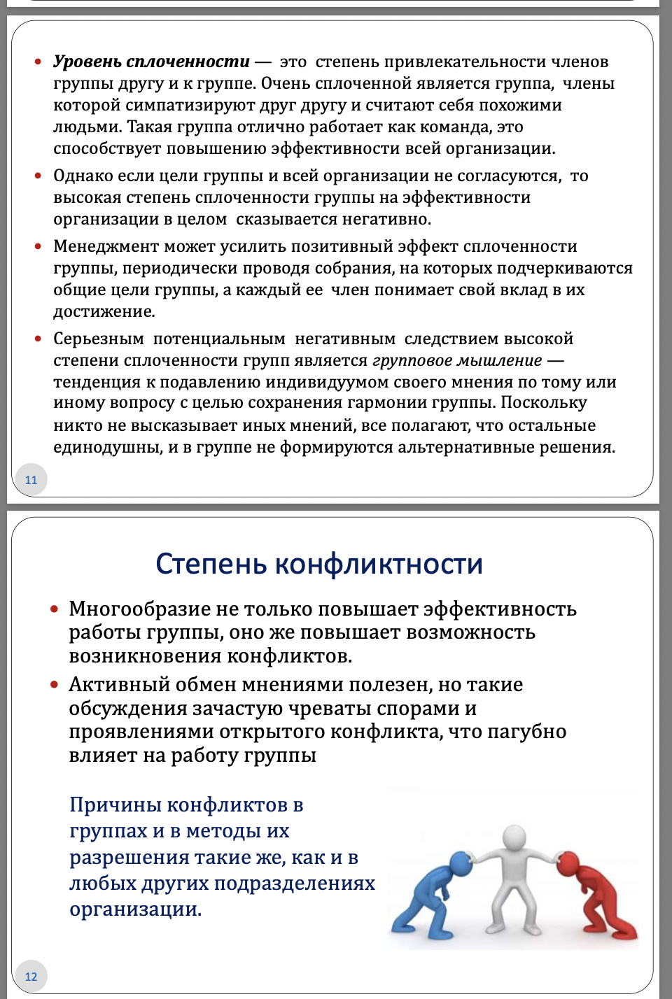 • Уровень сплоченности — это степень привлекательности членов
группы другу и к группе. Очень сплоченной является группа, члены
которой симпатизируют друг другу и считают себя похожими
людьми. Такая группа отлично работает как команда, это
способствует повышению эффективности всей организации.
• Однако если цели группы и всей организации не согласуются, то
высокая степень сплоченности группы на эффективности
организации в целом сказывается негативно.
• Менеджмент может усилить позитивный эффект сплоченности
группы, периодически проводя собрания, на которых подчеркиваются
общие цели группы, а каждый ее член понимает свой вклад в их
достижение.
• Серьезным потенциальным негативным следствием высокой
степени сплоченности групп является групповое мышление —
тенденция к подавлению индивидуумом своего мнения по тому или
иному вопросу с целью сохранения гармонии группы. Поскольку
никто не высказывает иных мнений, все полагают, что остальные
единодушны, и в группе не формируются альтернативные решения.
11
Степень конфликтности
• Многообразие не только повышает эффективность
работы группы, оно же повышает возможность
возникновения конфликтов.
• Активный обмен мнениями полезен, но такие
обсуждения зачастую чреваты спорами и
проявлениями открытого конфликта, что пагубно
влияет на работу группы
Причины конфликтов в
группах и в методы их
разрешения такие же, как и в
любых других подразделениях
организации.
12